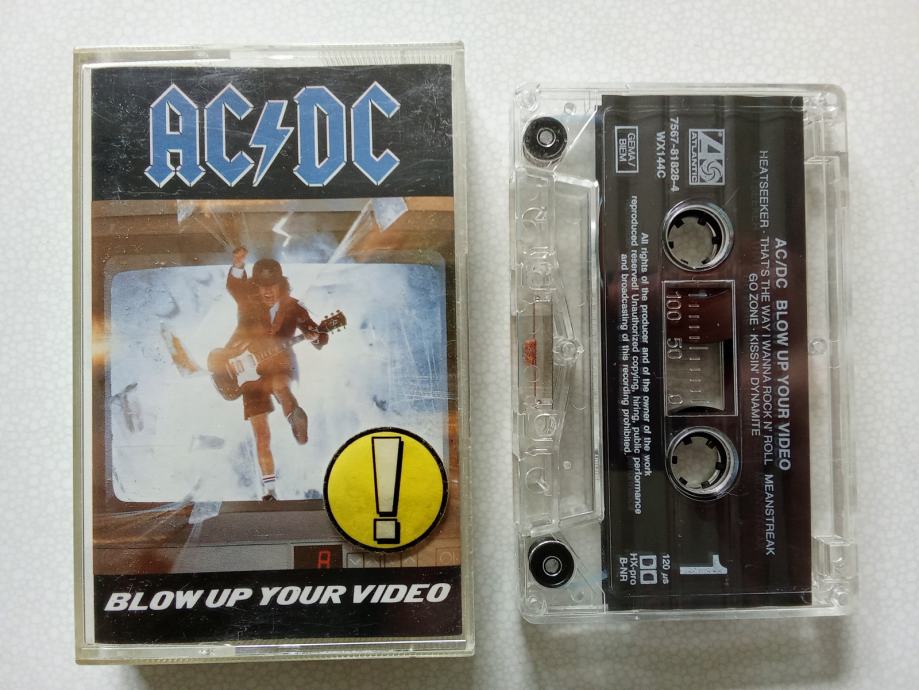 AC⚡DC
!
A
BLOW UP YOUR VIDEO
AC/DC BLOW UP YOUR VIDEO
HEATSEEKER · THAT'S THE WAY I WANNA ROCK N' ROLL MEANSTREAK
GO ZONE · KISSIN' DYNAMITE
ATLANTIC
7567-81828-4
WX144C
GEMA/
BIEM
100 50 0
1
120 µs
HX-pro
B-NR
All rights of the producer and of the owner of the work
reproduced reserved! Unauthorized copying, hiring, public performance
and broadcasting of this recording prohibited.